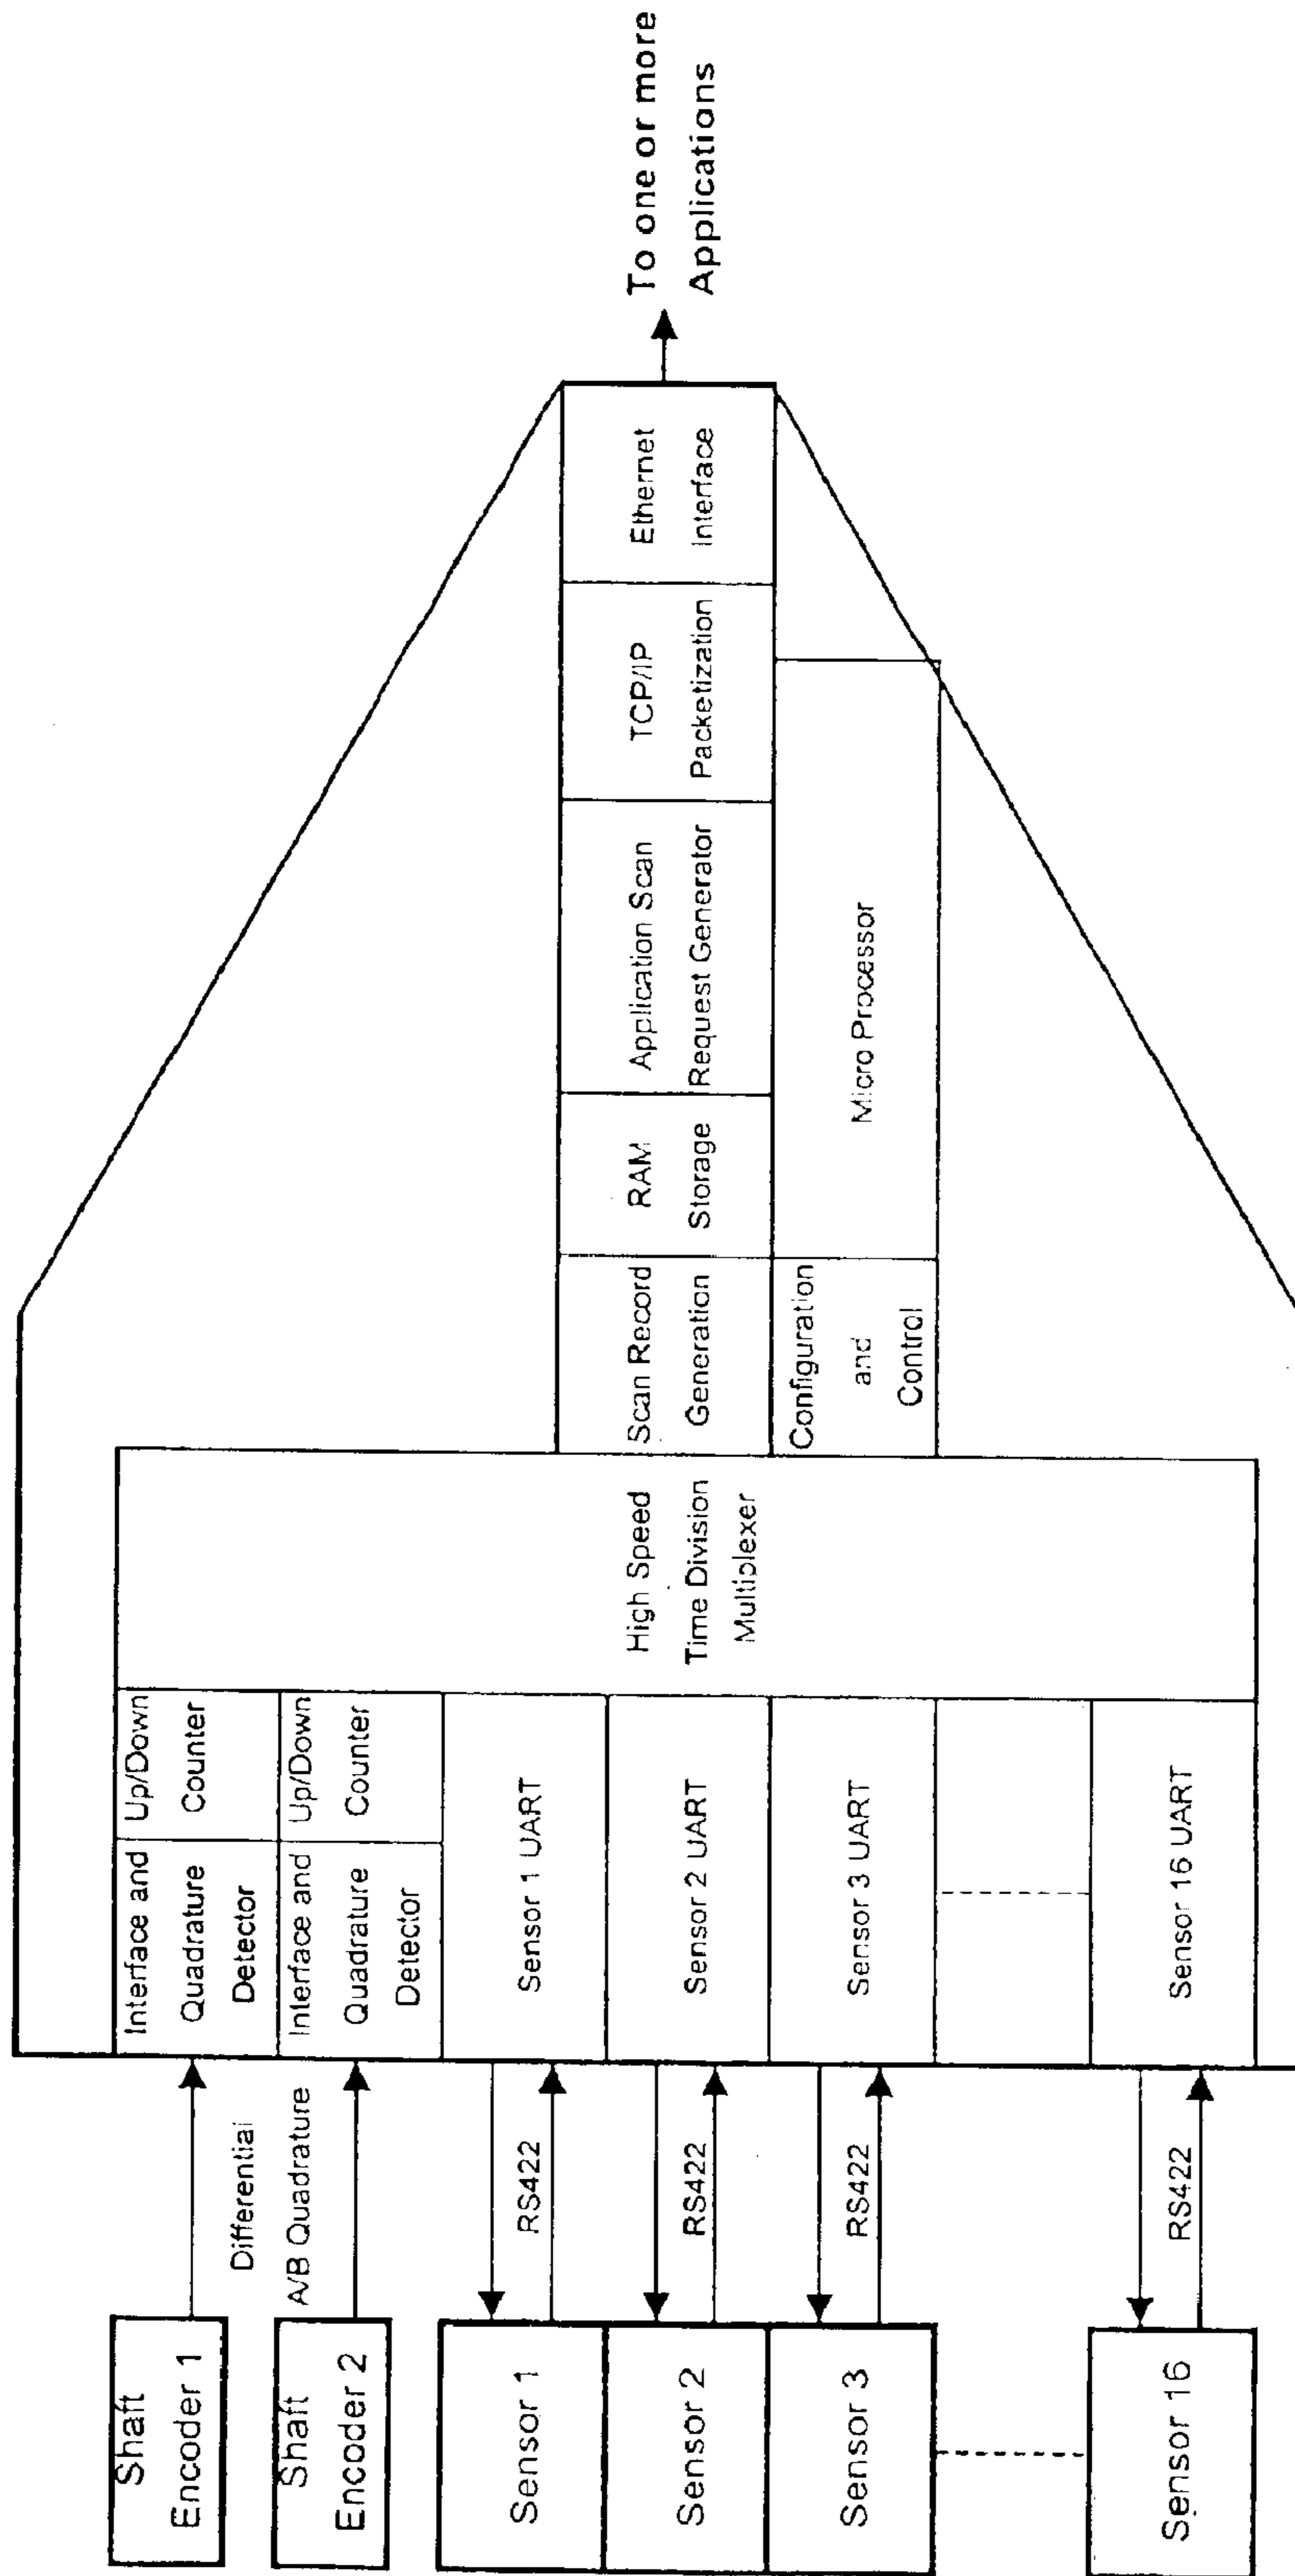 Shaft
Encoder 1
Shaft
Encoder 2
Sensor 1
Sensor 2
Sensor 3
Sensor 16
Differential
A/B Quadrature
RS422
RS422
RS422
RS422
Interface and
Quadrature
Detector
Up/Down
Counter
Interface and
Quadrature
Detector
Up/Down
Counter
Sensor 1 UART
Sensor 2 UART
Sensor 3 UART
Sensor 16 UART
High Speed
Time Division
Multiplexer
Scan Record
Generation
RAM
Storage
Application Scan
Request Generator
TCP/IP
Packetization
Ethernet
Interface
Configuration
and
Control
Micro Processor
To one or more
Applications